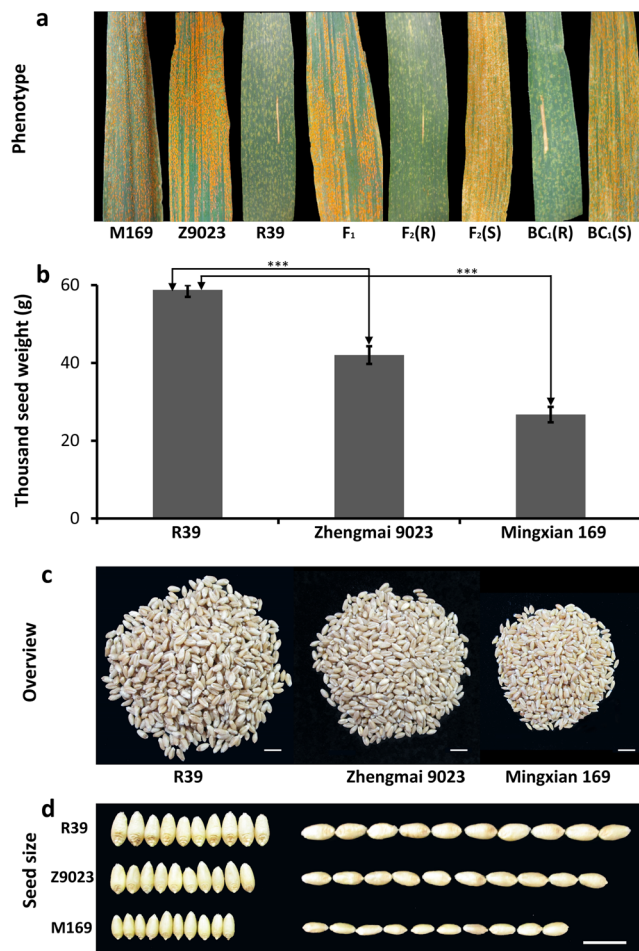 a
Phenotype
M169 Z9023 R39 F₁ F₂(R) F₂(S) BC₁(R) BC₁(S)
b
Thousand seed weight (g)
60
40
20
0
***
***
R39 Zhengmai 9023 Mingxian 169
c
Overview
R39 Zhengmai 9023 Mingxian 169
d
Seed size
R39
Z9023
M169